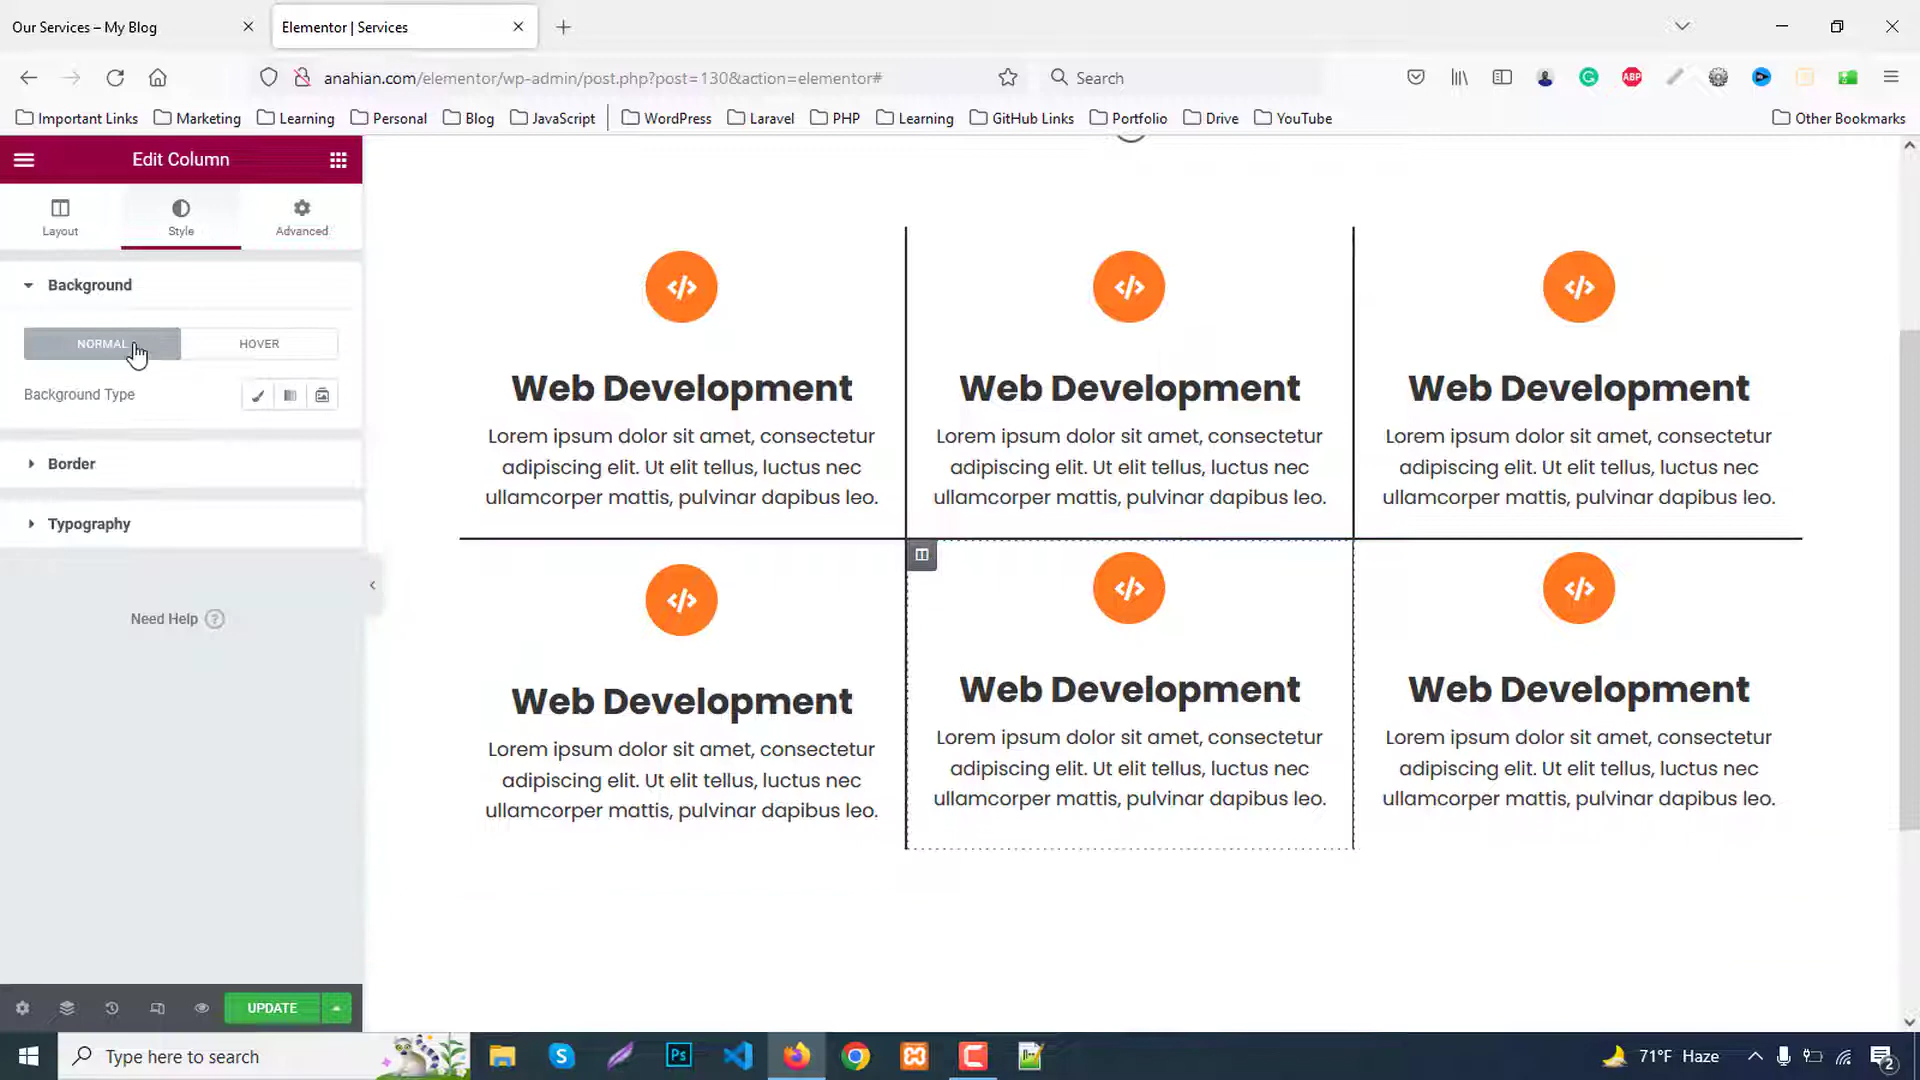 Our Services – My Blog
Elementor | Services
anahian.com/elementor/wp-admin/post.php?post=130&action=elementor#
Search
ABP
Important Links
Marketing
Learning
Personal
Blog
JavaScript
WordPress
Laravel
PHP
Learning
GitHub Links
Portfolio
Drive
YouTube
Other Bookmarks
Edit Column
Layout
Style
Advanced
Background
NORMAL
HOVER
Background Type
Border
Typography
Need Help ?
UPDATE
</>
Web Development
Lorem ipsum dolor sit amet, consectetur
adipiscing elit. Ut elit tellus, luctus nec
ullamcorper mattis, pulvinar dapibus leo.
</>
Web Development
Lorem ipsum dolor sit amet, consectetur
adipiscing elit. Ut elit tellus, luctus nec
ullamcorper mattis, pulvinar dapibus leo.
</>
Web Development
Lorem ipsum dolor sit amet, consectetur
adipiscing elit. Ut elit tellus, luctus nec
ullamcorper mattis, pulvinar dapibus leo.
</>
Web Development
Lorem ipsum dolor sit amet, consectetur
adipiscing elit. Ut elit tellus, luctus nec
ullamcorper mattis, pulvinar dapibus leo.
</>
Web Development
Lorem ipsum dolor sit amet, consectetur
adipiscing elit. Ut elit tellus, luctus nec
ullamcorper mattis, pulvinar dapibus leo.
</>
Web Development
Lorem ipsum dolor sit amet, consectetur
adipiscing elit. Ut elit tellus, luctus nec
ullamcorper mattis, pulvinar dapibus leo.
Type here to search
Ps
71°F Haze
2